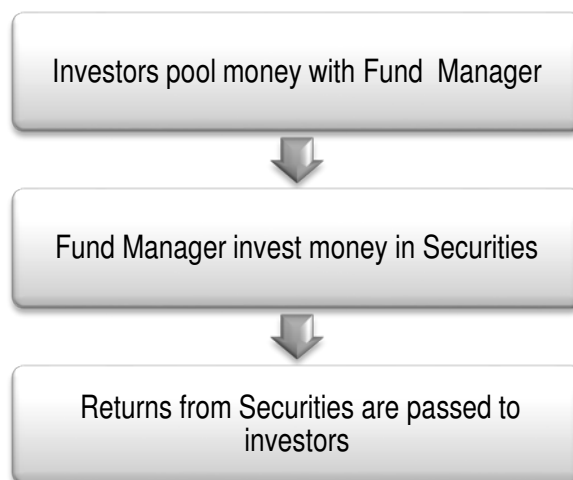 Investors pool money with Fund Manager
Fund Manager invest money in Securities
Returns from Securities are passed to
investors